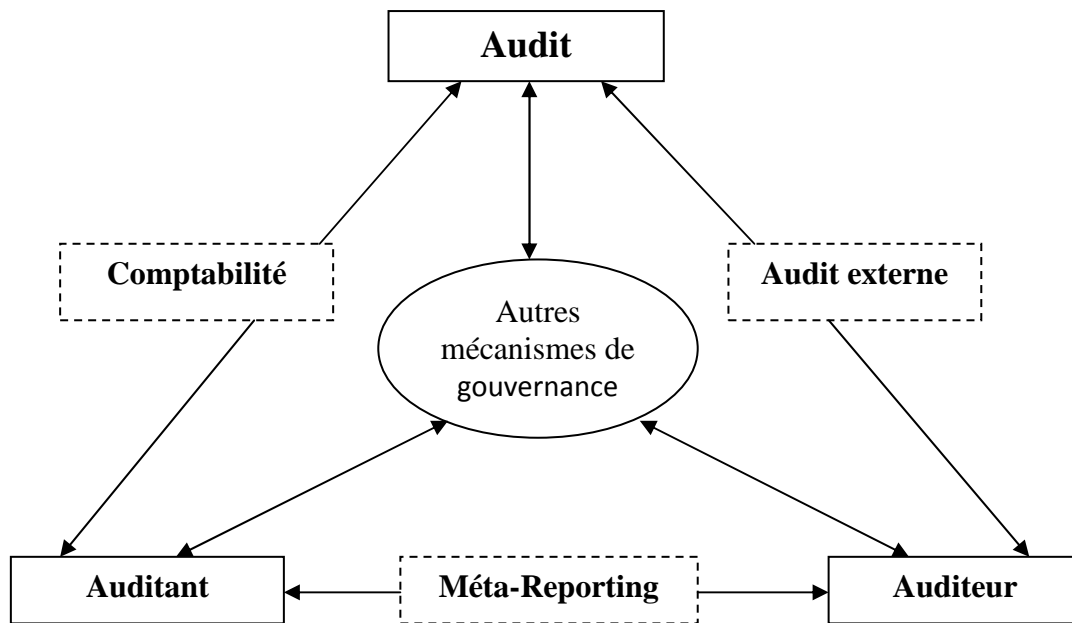 Audit
Comptabilité
Audit externe
Autres
mécanismes de
gouvernance
Auditant
Méta-Reporting
Auditeur